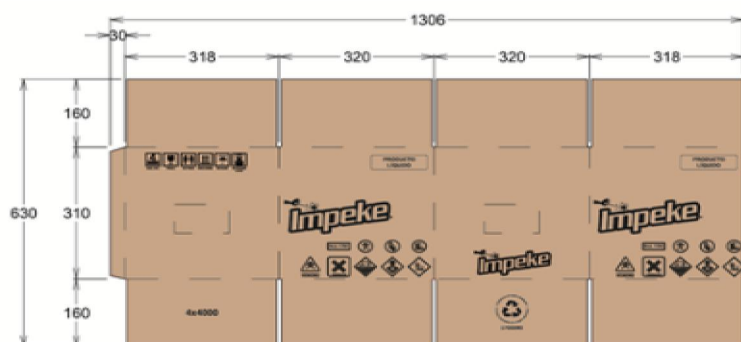 1306
30
318
320
320
318
160
310
630
160
PRODUCTO
LIQUIDO
PRODUCTO
LIQUIDO
Impeke
Impeke
Impeke
4x4000